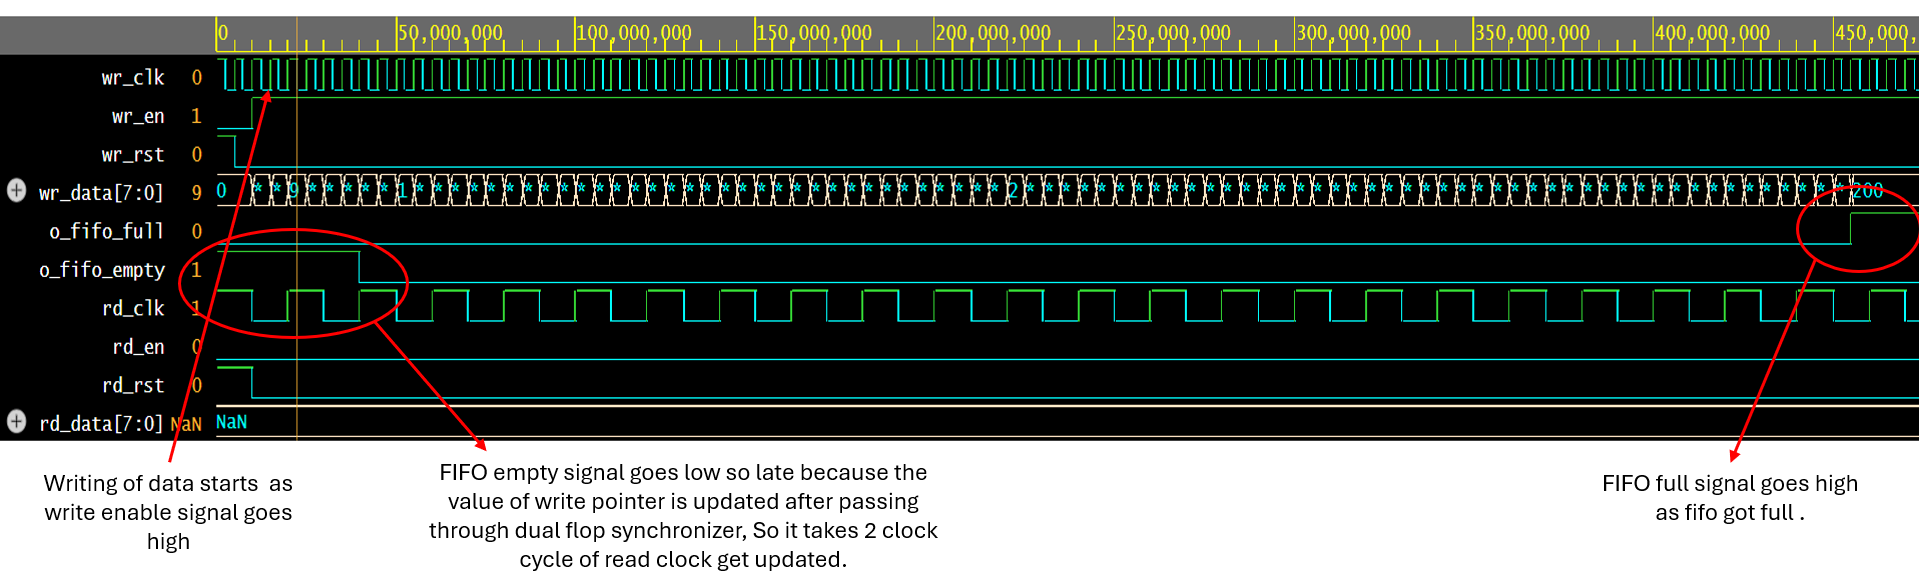 0 50,000,000 100,000,000 150,000,000 200,000,000 250,000,000 300,000,000 350,000,000 400,000,000 450,000,
wr_clk 0
wr_en 1
wr_rst 0
wr_data[7:0] 9 0 * * 9 * * * * * 1 * * * * * * * * * * * * * * * * * * * * * * * * * * * * * * * * * 2 * * * * * * * * * * * * * * * * * * * * * * * * * * * * * * * * * * * * * * * * * * * * * * 200
o_fifo_full 0
o_fifo_empty 1
rd_clk 1
rd_en 0
rd_rst 0
rd_data[7:0] NaN NaN
Writing of data starts as
write enable signal goes
high
FIFO empty signal goes low so late because the
value of write pointer is updated after passing
through dual flop synchronizer, So it takes 2 clock
cycle of read clock get updated.
FIFO full signal goes high
as fifo got full .